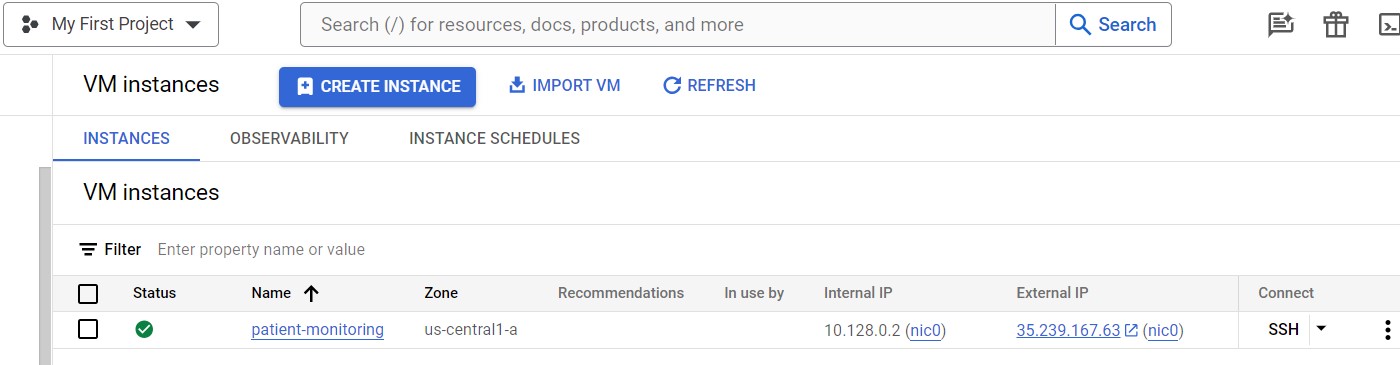 My First Project Search (/) for resources, docs, products, and more Search
VM instances CREATE INSTANCE IMPORT VM REFRESH
INSTANCES OBSERVABILITY INSTANCE SCHEDULES
VM instances
Filter Enter property name or value
Status Name Zone Recommendations In use by Internal IP External IP Connect
patient-monitoring us-central1-a 10.128.0.2 (nic0) 35.239.167.63 (nic0) SSH